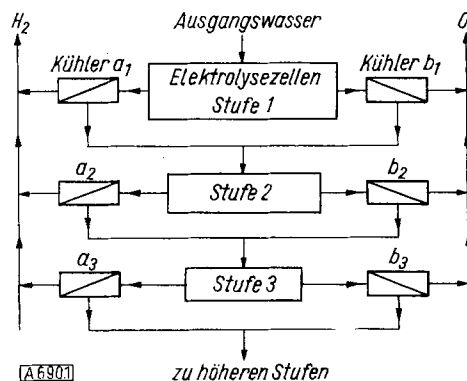 H2
Ausgangswasser
Kühler a1
Elektrolysezellen
Stufe 1
Kühler b1
a2
Stufe 2
b2
a3
Stufe 3
b3
A6901
zu höheren Stufen